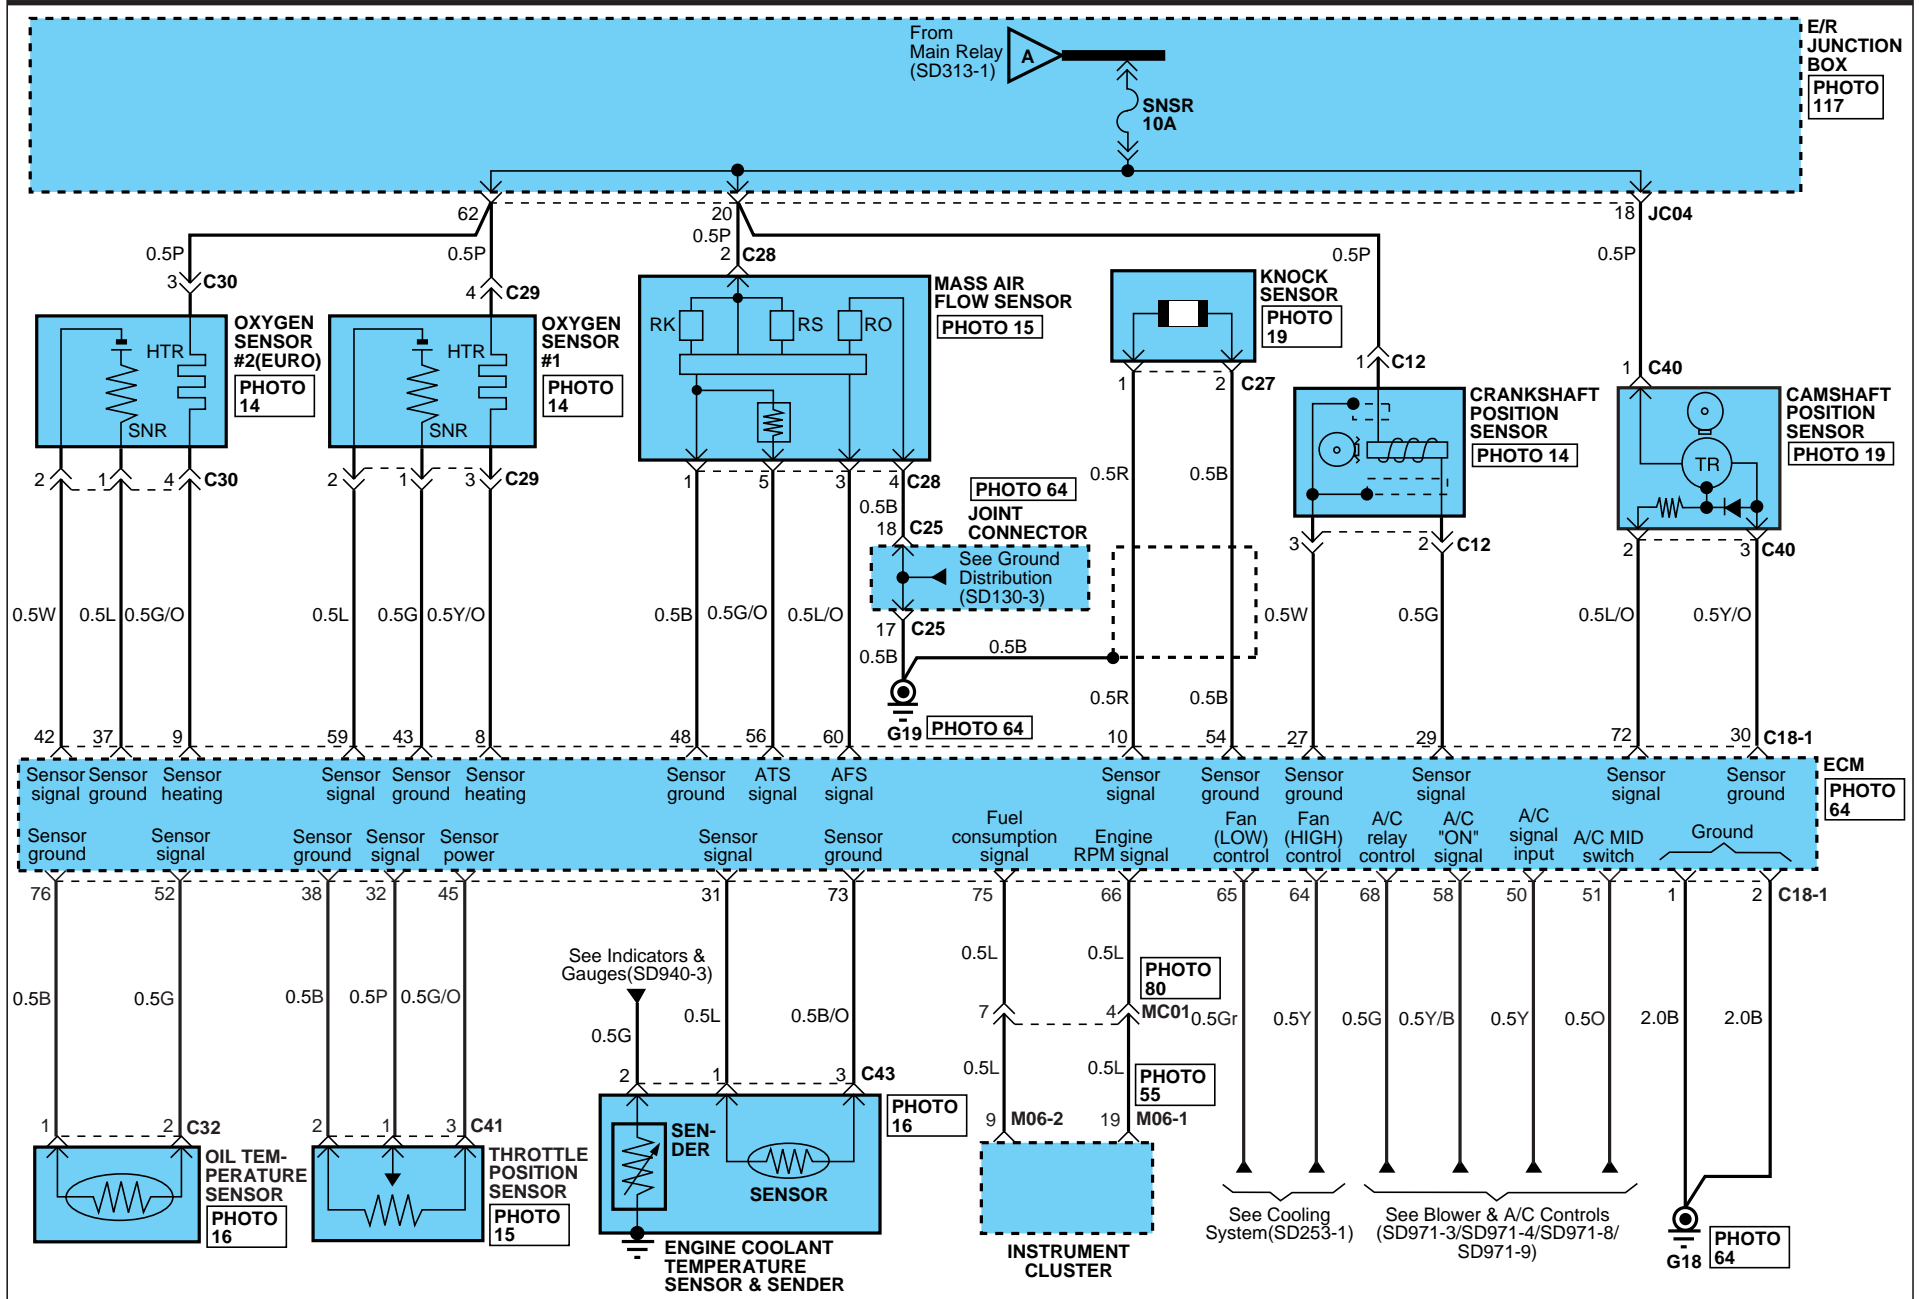 From
Main Relay
(SD313-1)
A
SNSR
10A
E/R
JUNCTION
BOX
PHOTO
117
62
20
18
JC04
0.5P
0.5P
0.5P
0.5P
0.5P
3
C30
4
C29
2
C28
1
C12
1
C40
OXYGEN
SENSOR
#2(EURO)
PHOTO
14
HTR
SNR
OXYGEN
SENSOR
#1
PHOTO
14
HTR
SNR
MASS AIR
FLOW SENSOR
PHOTO 15
RK
RS
RO
KNOCK
SENSOR
PHOTO
19
1
2
C27
CRANKSHAFT
POSITION
SENSOR
PHOTO 14
CAMSHAFT
POSITION
SENSOR
PHOTO 19
TR
2
1
4
C30
2
1
3
C29
1
5
3
4
C28
0.5B
18
C25
PHOTO 64
JOINT
CONNECTOR
See Ground
Distribution
(SD130-3)
17
C25
0.5B
0.5B
G19
PHOTO 64
0.5R
0.5B
3
2
C12
2
3
C40
0.5W
0.5L
0.5G/O
0.5L
0.5G
0.5Y/O
0.5B
0.5G/O
0.5L/O
0.5R
0.5B
0.5W
0.5G
0.5L/O
0.5Y/O
42
37
9
59
43
8
48
56
60
10
54
27
29
72
30
C18-1
ECM
PHOTO
64
Sensor
signal
Sensor
ground
Sensor
heating
Sensor
signal
Sensor
ground
Sensor
heating
Sensor
ground
ATS
signal
AFS
signal
Sensor
signal
Sensor
ground
Sensor
ground
Sensor
signal
Sensor
signal
Sensor
ground
Sensor
ground
Sensor
signal
Sensor
ground
Sensor
signal
Sensor
power
Sensor
signal
Sensor
ground
Fuel
consumption
signal
Engine
RPM signal
Fan
(LOW)
control
Fan
(HIGH)
control
A/C
relay
control
A/C
"ON"
signal
A/C
signal
input
A/C MID
switch
Ground
76
52
38
32
45
31
73
75
66
65
64
68
58
50
51
1
2
C18-1
See Indicators &
Gauges(SD940-3)
0.5B
0.5G
0.5B
0.5P
0.5G/O
0.5G
0.5L
0.5B/O
0.5L
0.5L
PHOTO
80
7
4
MC01
0.5L
0.5L
PHOTO
55
9
M06-2
19
M06-1
0.5Gr
0.5Y
0.5G
0.5Y/B
0.5Y
0.5O
2.0B
2.0B
1
2
C32
2
1
3
C41
2
1
3
C43
OIL TEM-
PERATURE
SENSOR
PHOTO
16
THROTTLE
POSITION
SENSOR
PHOTO
15
SEN-
DER
SENSOR
PHOTO
16
ENGINE COOLANT
TEMPERATURE
SENSOR & SENDER
INSTRUMENT
CLUSTER
See Cooling
System(SD253-1)
See Blower & A/C Controls
(SD971-3/SD971-4/SD971-8/
SD971-9)
G18
PHOTO
64